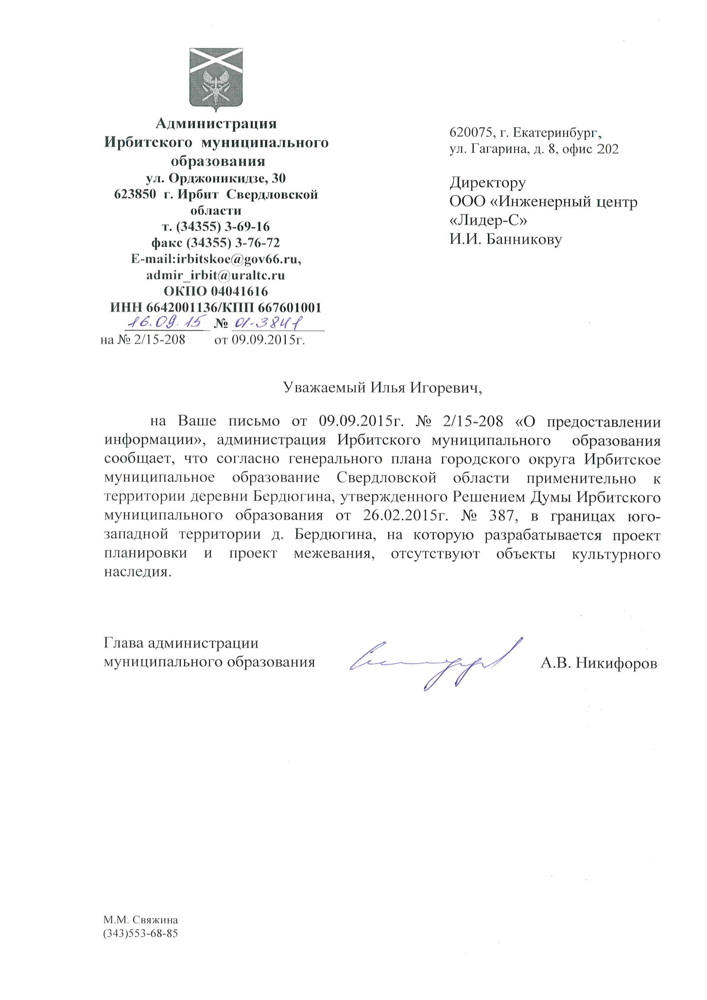 Администрация
Ирбитского муниципального
образования
ул. Орджоникидзе, 30
623850 г. Ирбит Свердловской
области
т. (34355) 3-69-16
факс (34355) 3-76-72
E-mail:irbitskoe@gov66.ru,
admir_irbit@uraltc.ru
ОКПО 04041616
ИНН 6642001136/КПП 667601001
16.09.15 № 01-3841
на № 2/15-208 от 09.09.2015г.
620075, г. Екатеринбург,
ул. Гагарина, д. 8, офис 202
Директору
ООО «Инженерный центр
«Лидер-С»
И.И. Банникову
Уважаемый Илья Игоревич,
на Ваше письмо от 09.09.2015г. № 2/15-208 «О предоставлении
информации», администрация Ирбитского муниципального образования
сообщает, что согласно генерального плана городского округа Ирбитское
муниципальное образование Свердловской области применительно к
территории деревни Бердюгина, утвержденного Решением Думы Ирбитского
муниципального образования от 26.02.2015г. № 387, в границах юго-
западной территории д. Бердюгина, на которую разрабатывается проект
планировки и проект межевания, отсутствуют объекты культурного
наследия.
Глава администрации
муниципального образования А.В. Никифоров
М.М. Свяжина
(343)553-68-85